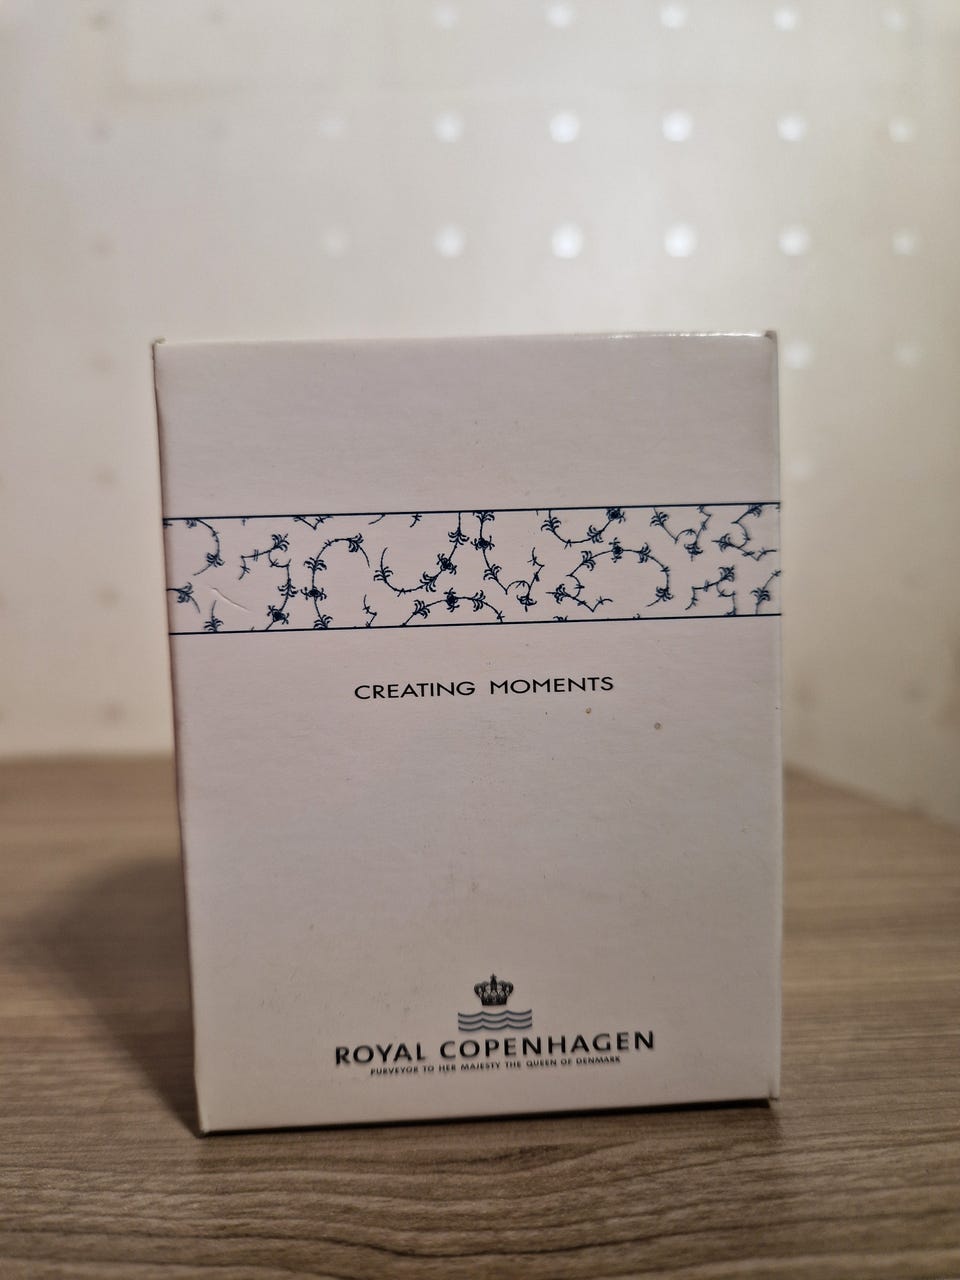 CREATING MOMENTS
ROYAL COPENHAGEN
PURVEYOR TO HER MAJESTY THE QUEEN OF DENMARK